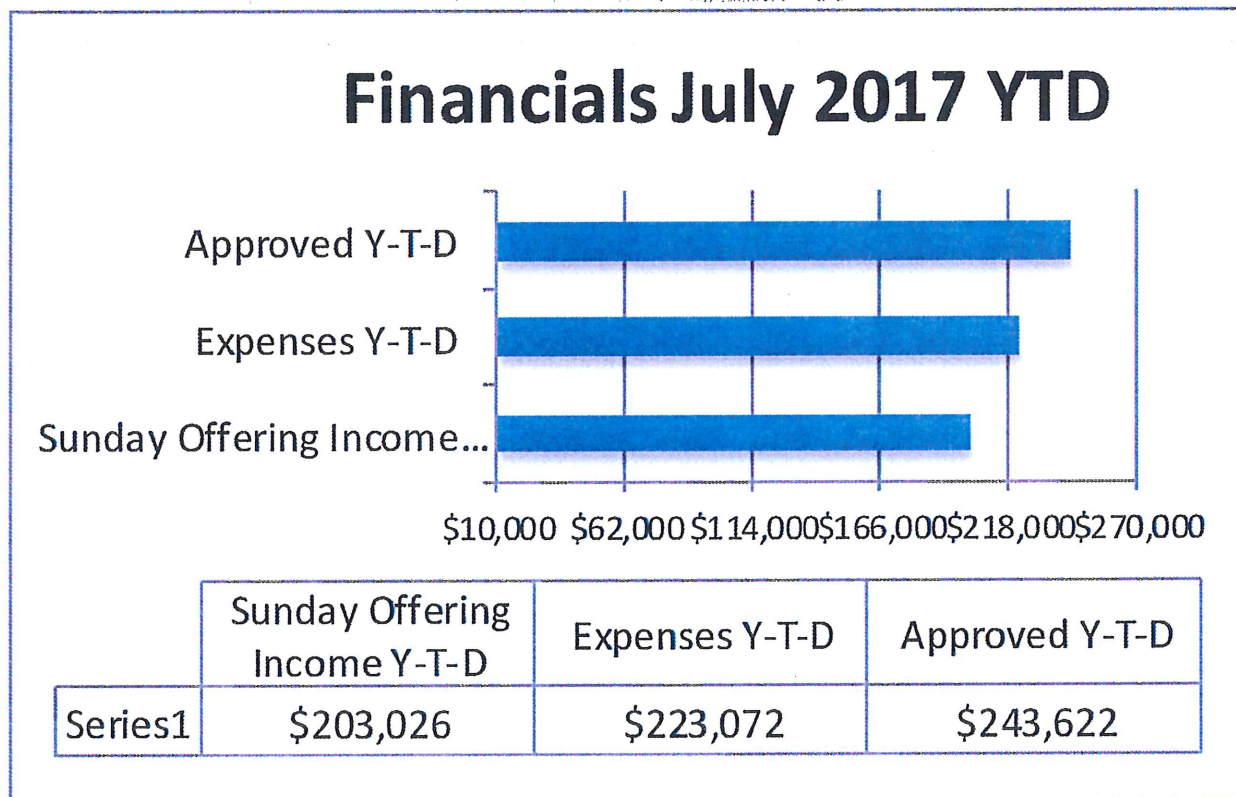 Financials July 2017 YTD
Approved Y-T-D
Expenses Y-T-D
Sunday Offering Income...
$10,000 $62,000 $114,000 $166,000 $218,000 $270,000
Sunday Offering Income Y-T-D Expenses Y-T-D Approved Y-T-D
Series1 $203,026 $223,072 $243,622